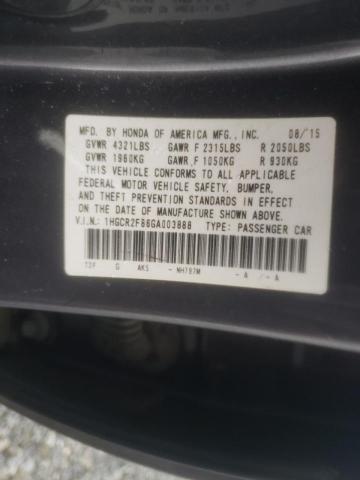 MFD. BY HONDA OF AMERICA MFG., INC. 08/15
GVWR 4321LBS GAWR F 2315LBS R 2050LBS
GVWR 1960KG GAWR F 1050KG R 930KG
THIS VEHICLE CONFORMS TO ALL APPLICABLE
FEDERAL MOTOR VEHICLE SAFETY, BUMPER,
AND THEFT PREVENTION STANDARDS IN EFFECT
ON THE DATE OF MANUFACTURE SHOWN ABOVE.
V.I.N.: 1HGCR2F86GA003888 TYPE: PASSENGER CAR
G AK5 NH797M - A / - A